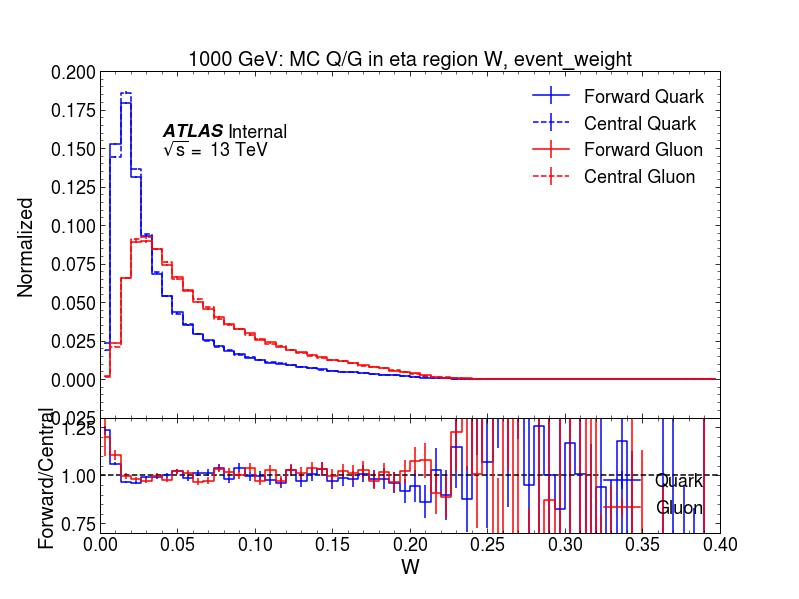 1000 GeV: MC Q/G in eta region W, event_weight
0.200
0.175
0.150
0.125
0.100
0.075
0.050
0.025
0.000
0.025
Normalized
ATLAS Internal
√s = 13 TeV
Forward Quark
Central Quark
Forward Gluon
Central Gluon
1.25
1.00
0.75
Forward/Central
Quark
Gluon
0.00 0.05 0.10 0.15 0.20 0.25 0.30 0.35 0.40
W